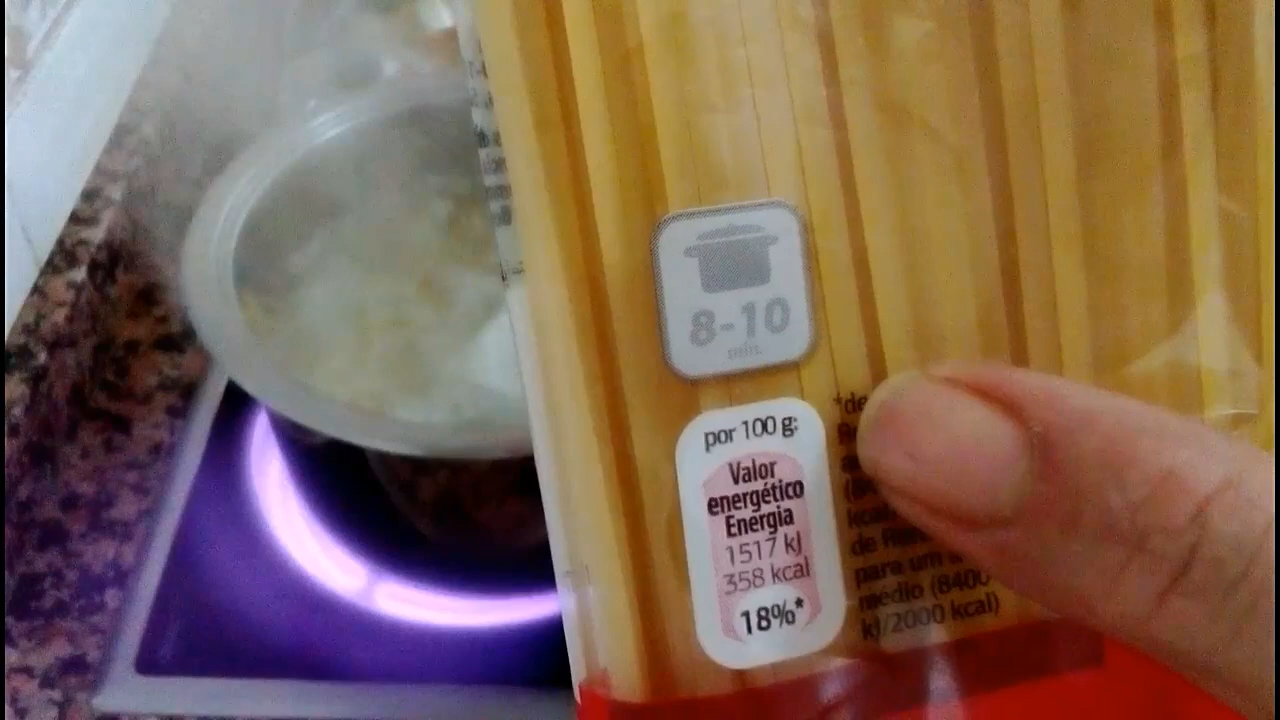 8-10
min.
por 100 g:
Valor
energético
Energia
1517 kJ
358 kcal
18%*
*de
para um
médio (8400
kJ/2000 kcal)